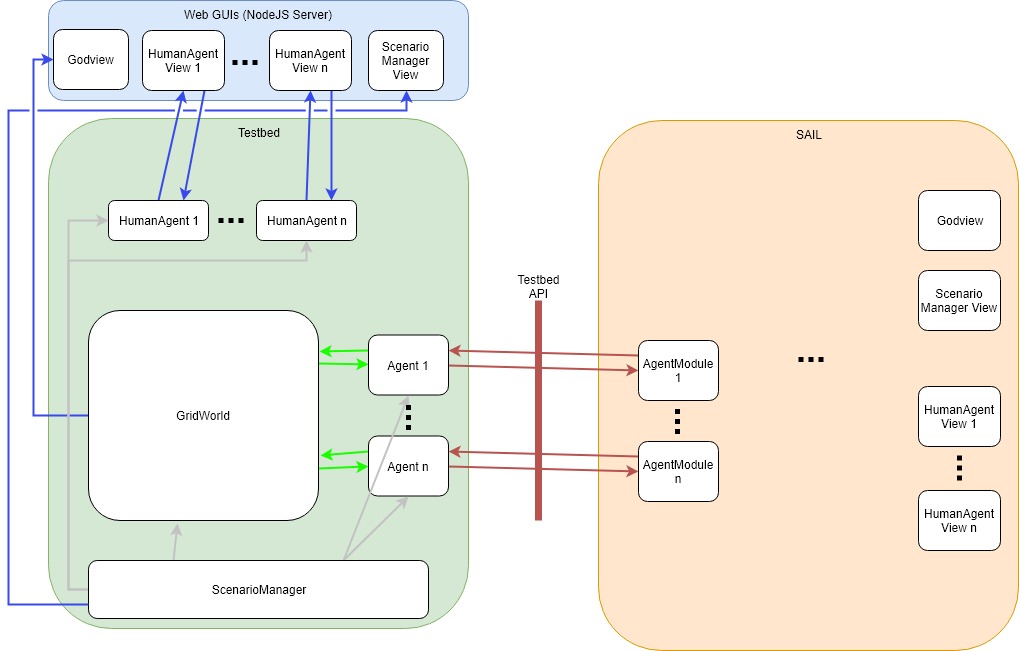 Web GUIs (NodeJS Server)
Godview
HumanAgent
View 1
HumanAgent
View n
Scenario
Manager
View
Testbed
HumanAgent 1
HumanAgent n
GridWorld
Agent 1
Agent n
ScenarioManager
Testbed
API
SAIL
AgentModule
1
AgentModule
n
Godview
Scenario
Manager View
HumanAgent
View 1
HumanAgent
View n